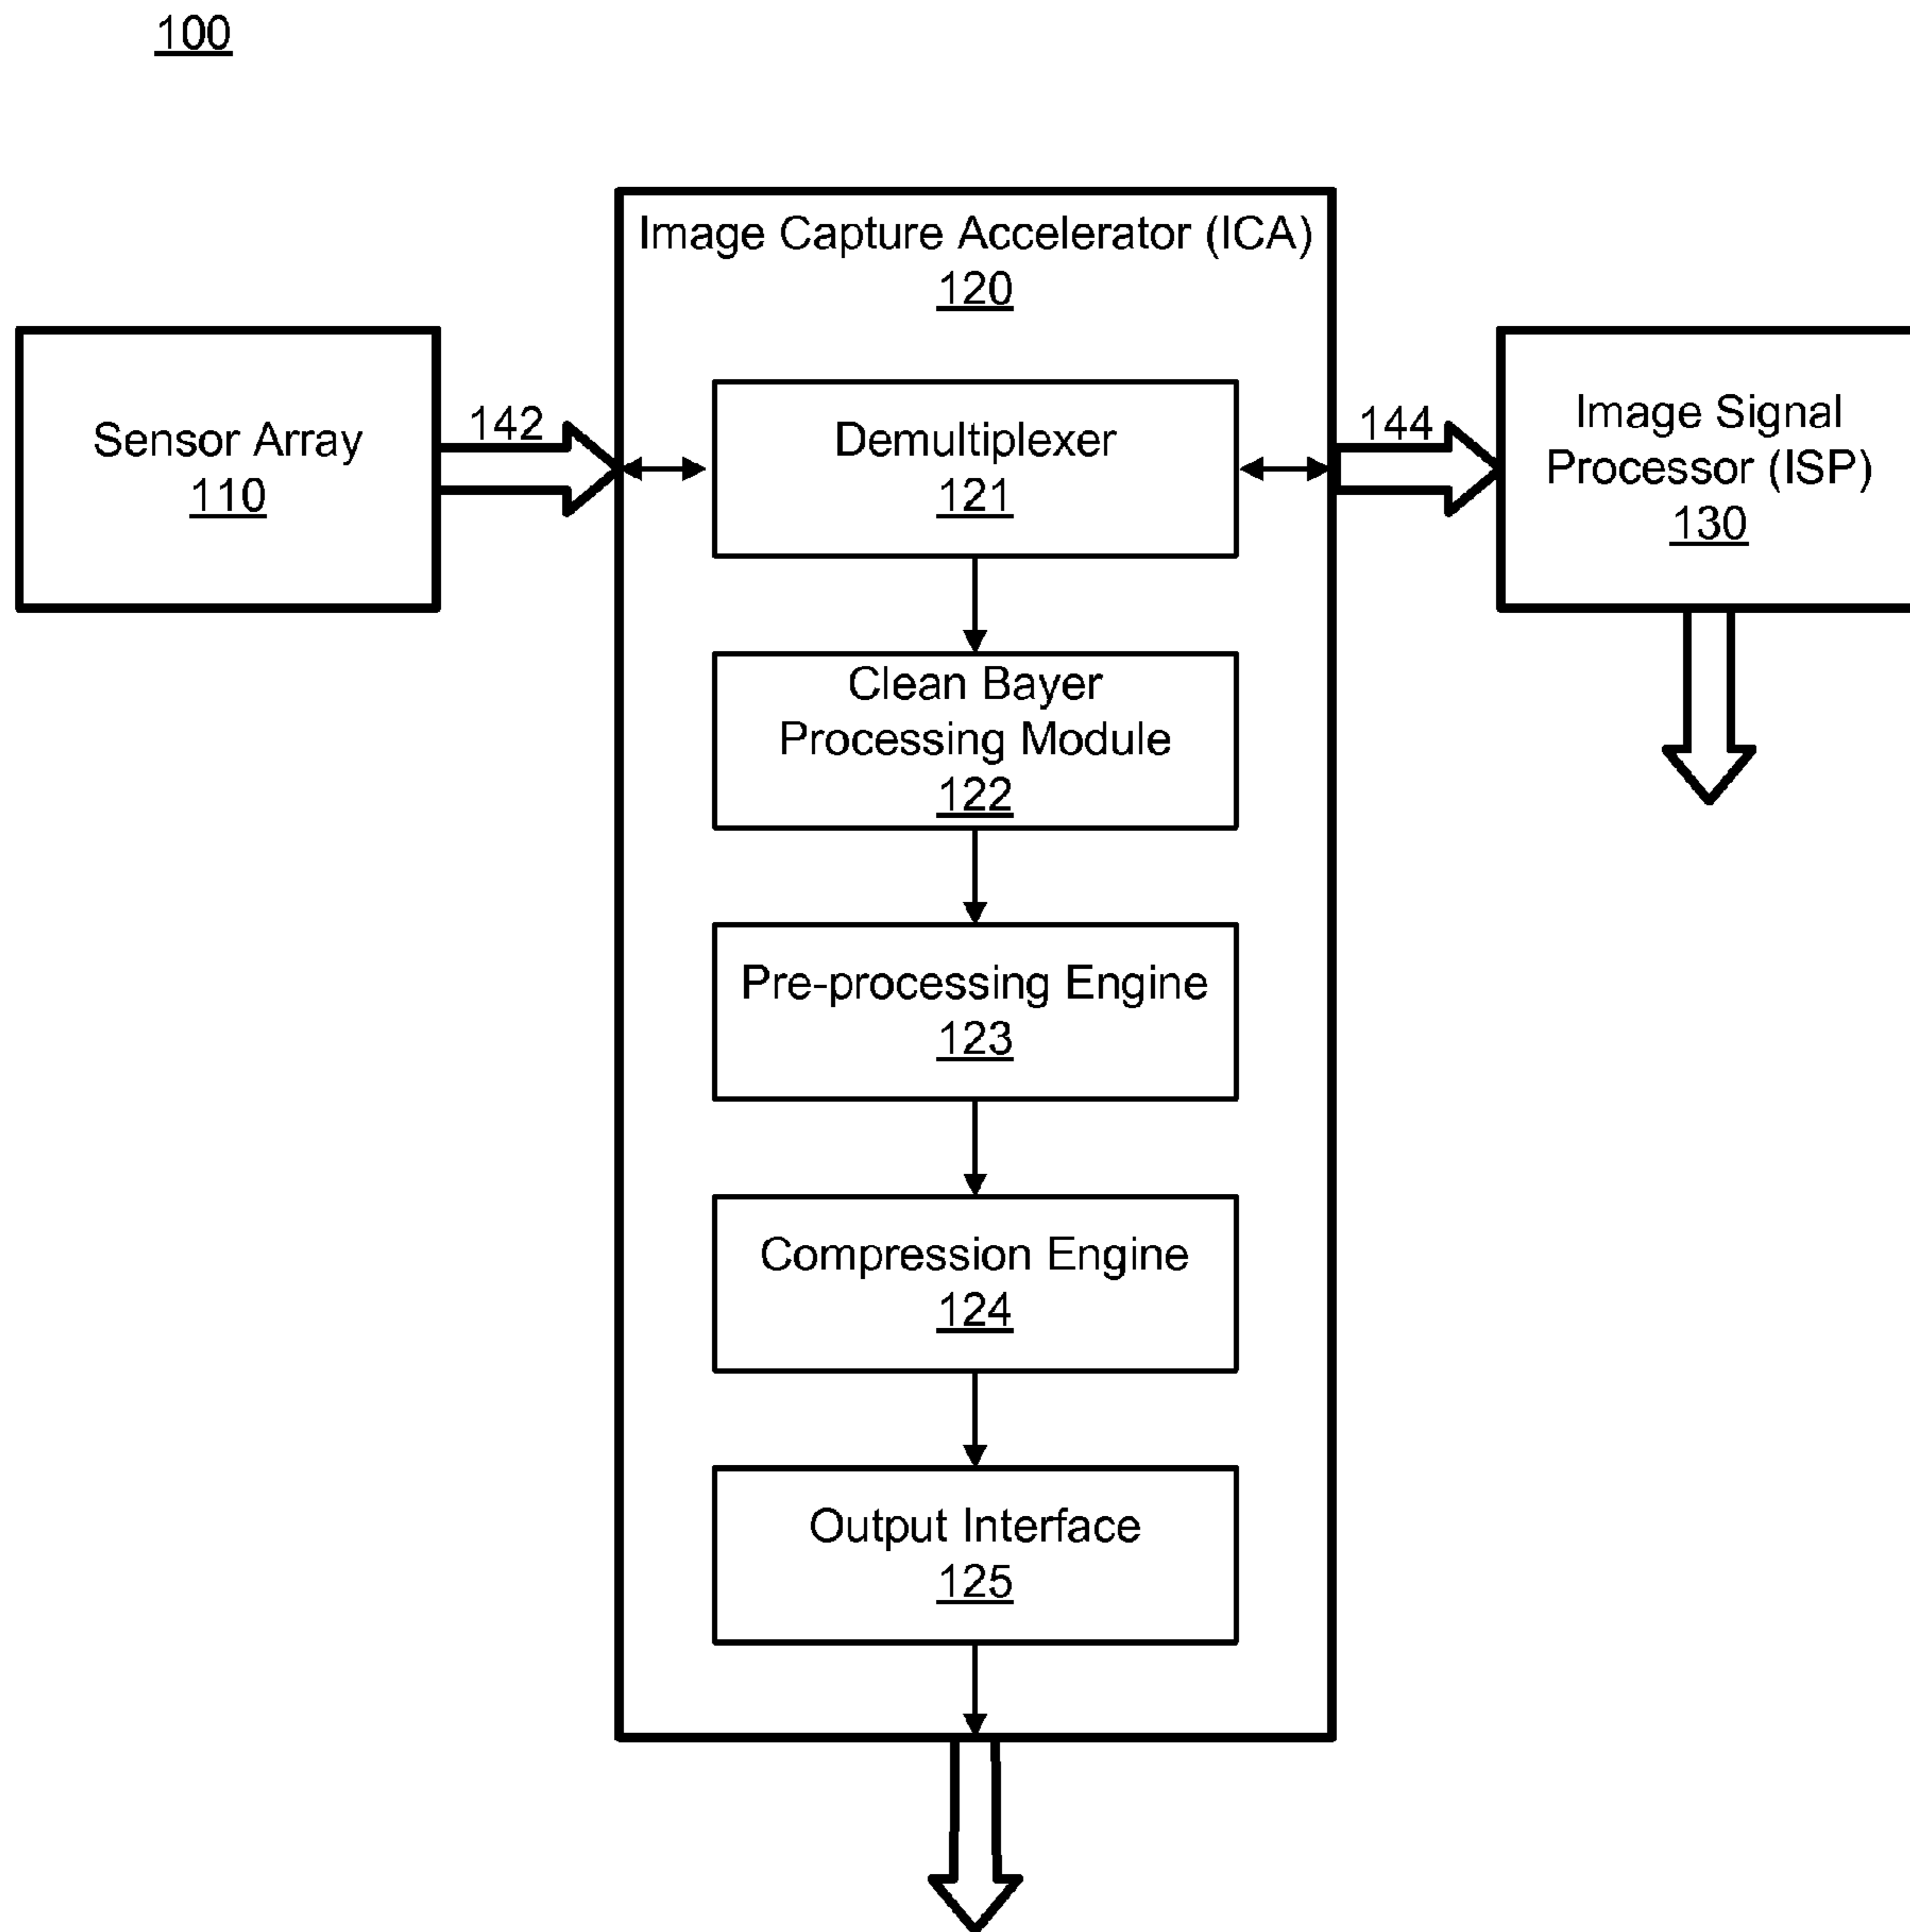 100
Image Capture Accelerator (ICA)
120
Sensor Array
110
142
Demultiplexer
121
144
Image Signal
Processor (ISP)
130
Clean Bayer
Processing Module
122
Pre-processing Engine
123
Compression Engine
124
Output Interface
125